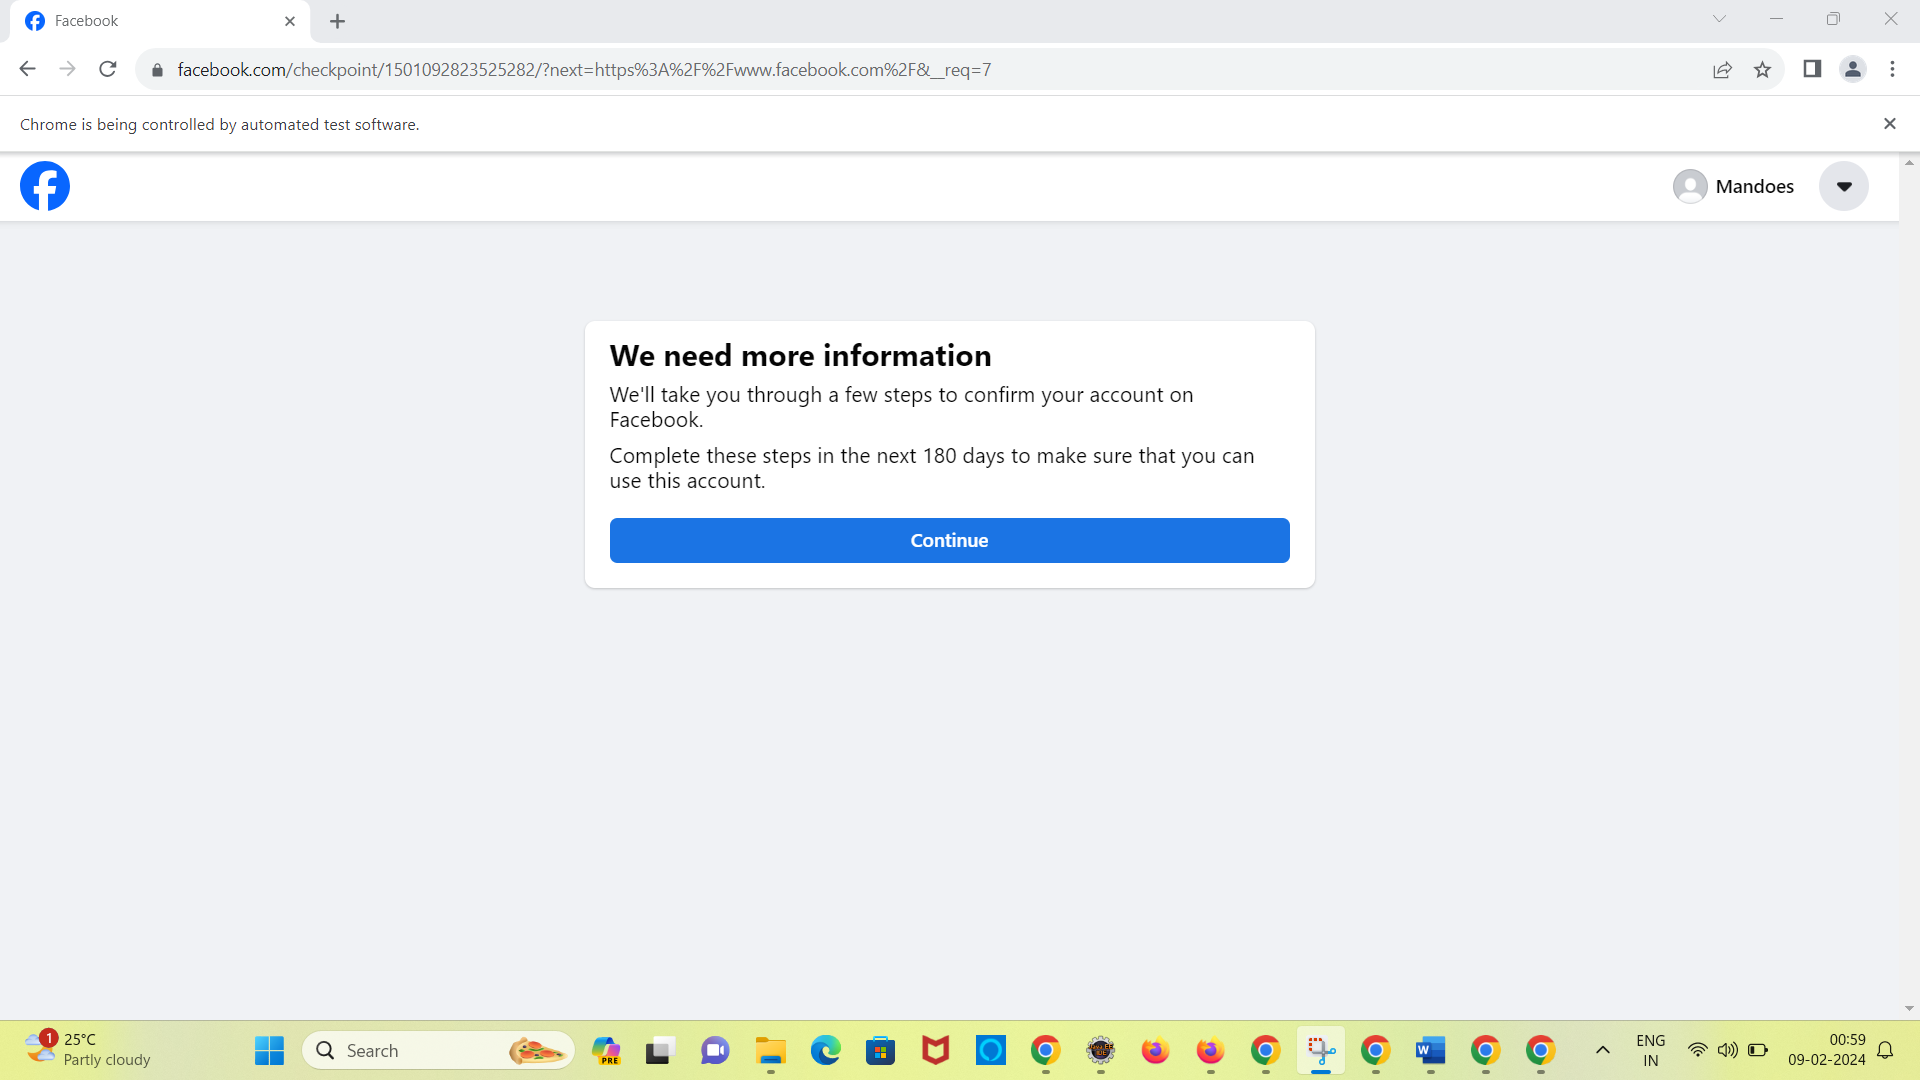 Facebook
facebook.com/checkpoint/1501092823525282/?next=https%3A%2F%2Fwww.facebook.com%2F&__req=7
Chrome is being controlled by automated test software.
Mandoes
We need more information
We'll take you through a few steps to confirm your account on
Facebook.
Complete these steps in the next 180 days to make sure that you can
use this account.
Continue
1
25°C
Partly cloudy
Search
PRE
ENG
IN
00:59
09-02-2024